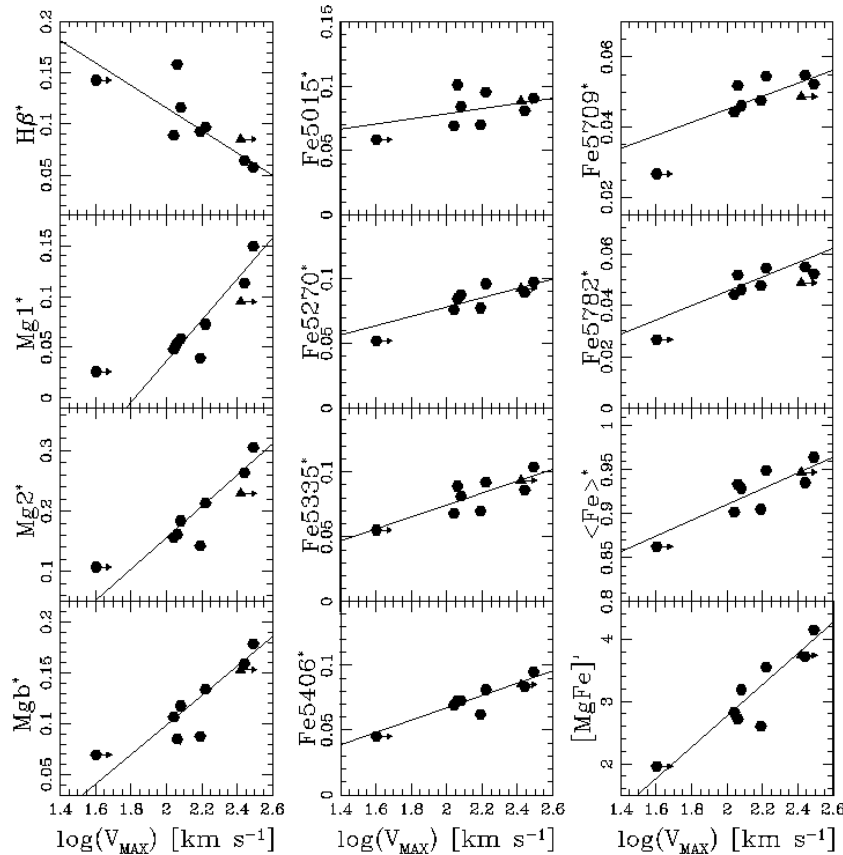 Hβ*
0.05 0.1 0.15 0.2
Fe5015*
0 0.05 0.1
Fe5709*
0.02 0.04 0.06
Mg1*
0 0.05 0.1 0.15
Fe5270*
0 0.05 0.1
Fe5782*
0 0.02 0.04 0.06
Mg2*
0.1 0.2 0.3
Fe5335*
0 0.05 0.1
<Fe>*
0.8 0.85 0.9 0.95 1
Mgb*
0.05 0.1 0.15 0.2
Fe5406*
0 0.05 0.1
[MgFe]'
2 3 4
1.4 1.6 1.8 2 2.2 2.4 2.6
1.4 1.6 1.8 2 2.2 2.4 2.6
1.4 1.6 1.8 2 2.2 2.4 2.6
log(V_MAX) [km s⁻¹]
log(V_MAX) [km s⁻¹]
log(V_MAX) [km s⁻¹]